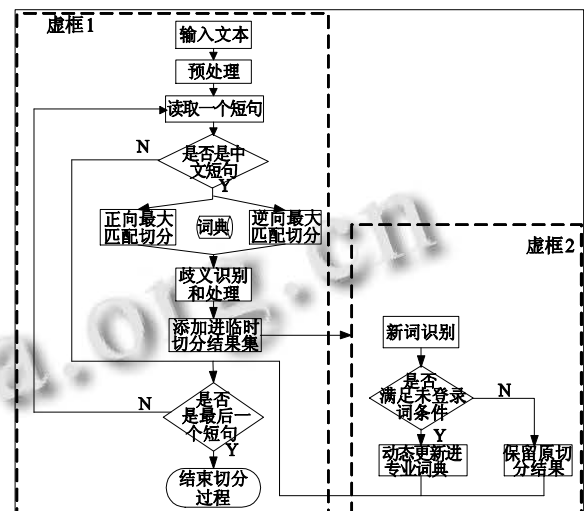 虚框1
输入文本
预处理
读取一个短句
N
是否是中
文短句
Y
正向最大
匹配切分
词典
逆向最大
匹配切分
歧义识别
和处理
添加进临时
切分结果集
是否
是最后一
个短句
N
Y
结束切分
过程
虚框2
新词识别
是否
满足未登录
词条件
N
Y
动态更新进
专业词典
保留原切
分结果
a.org.cn